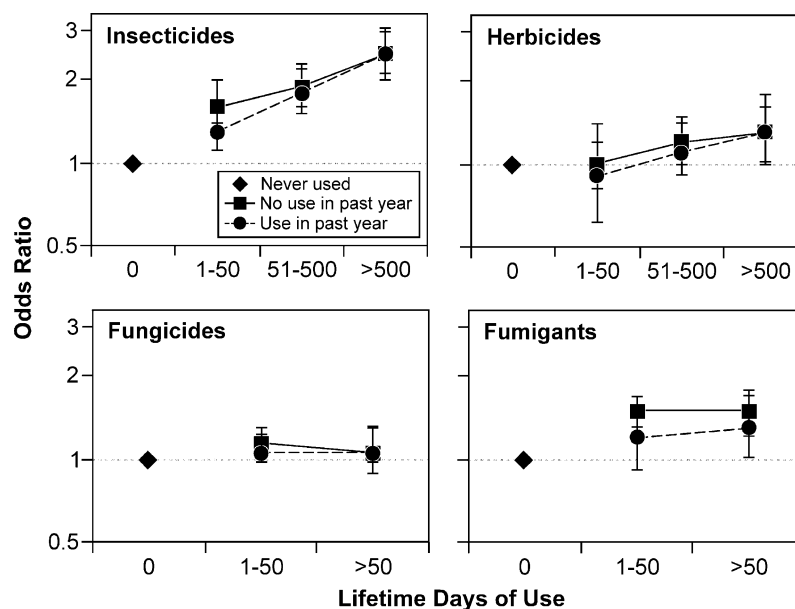 Insecticides
3
2
1
0.5
Never used
No use in past year
Use in past year
0 1-50 51-500 >500
Herbicides
0 1-50 51-500 >500
Odds Ratio
Fungicides
3
2
1
0.5
0 1-50 >50
Fumigants
0 1-50 >50
Lifetime Days of Use